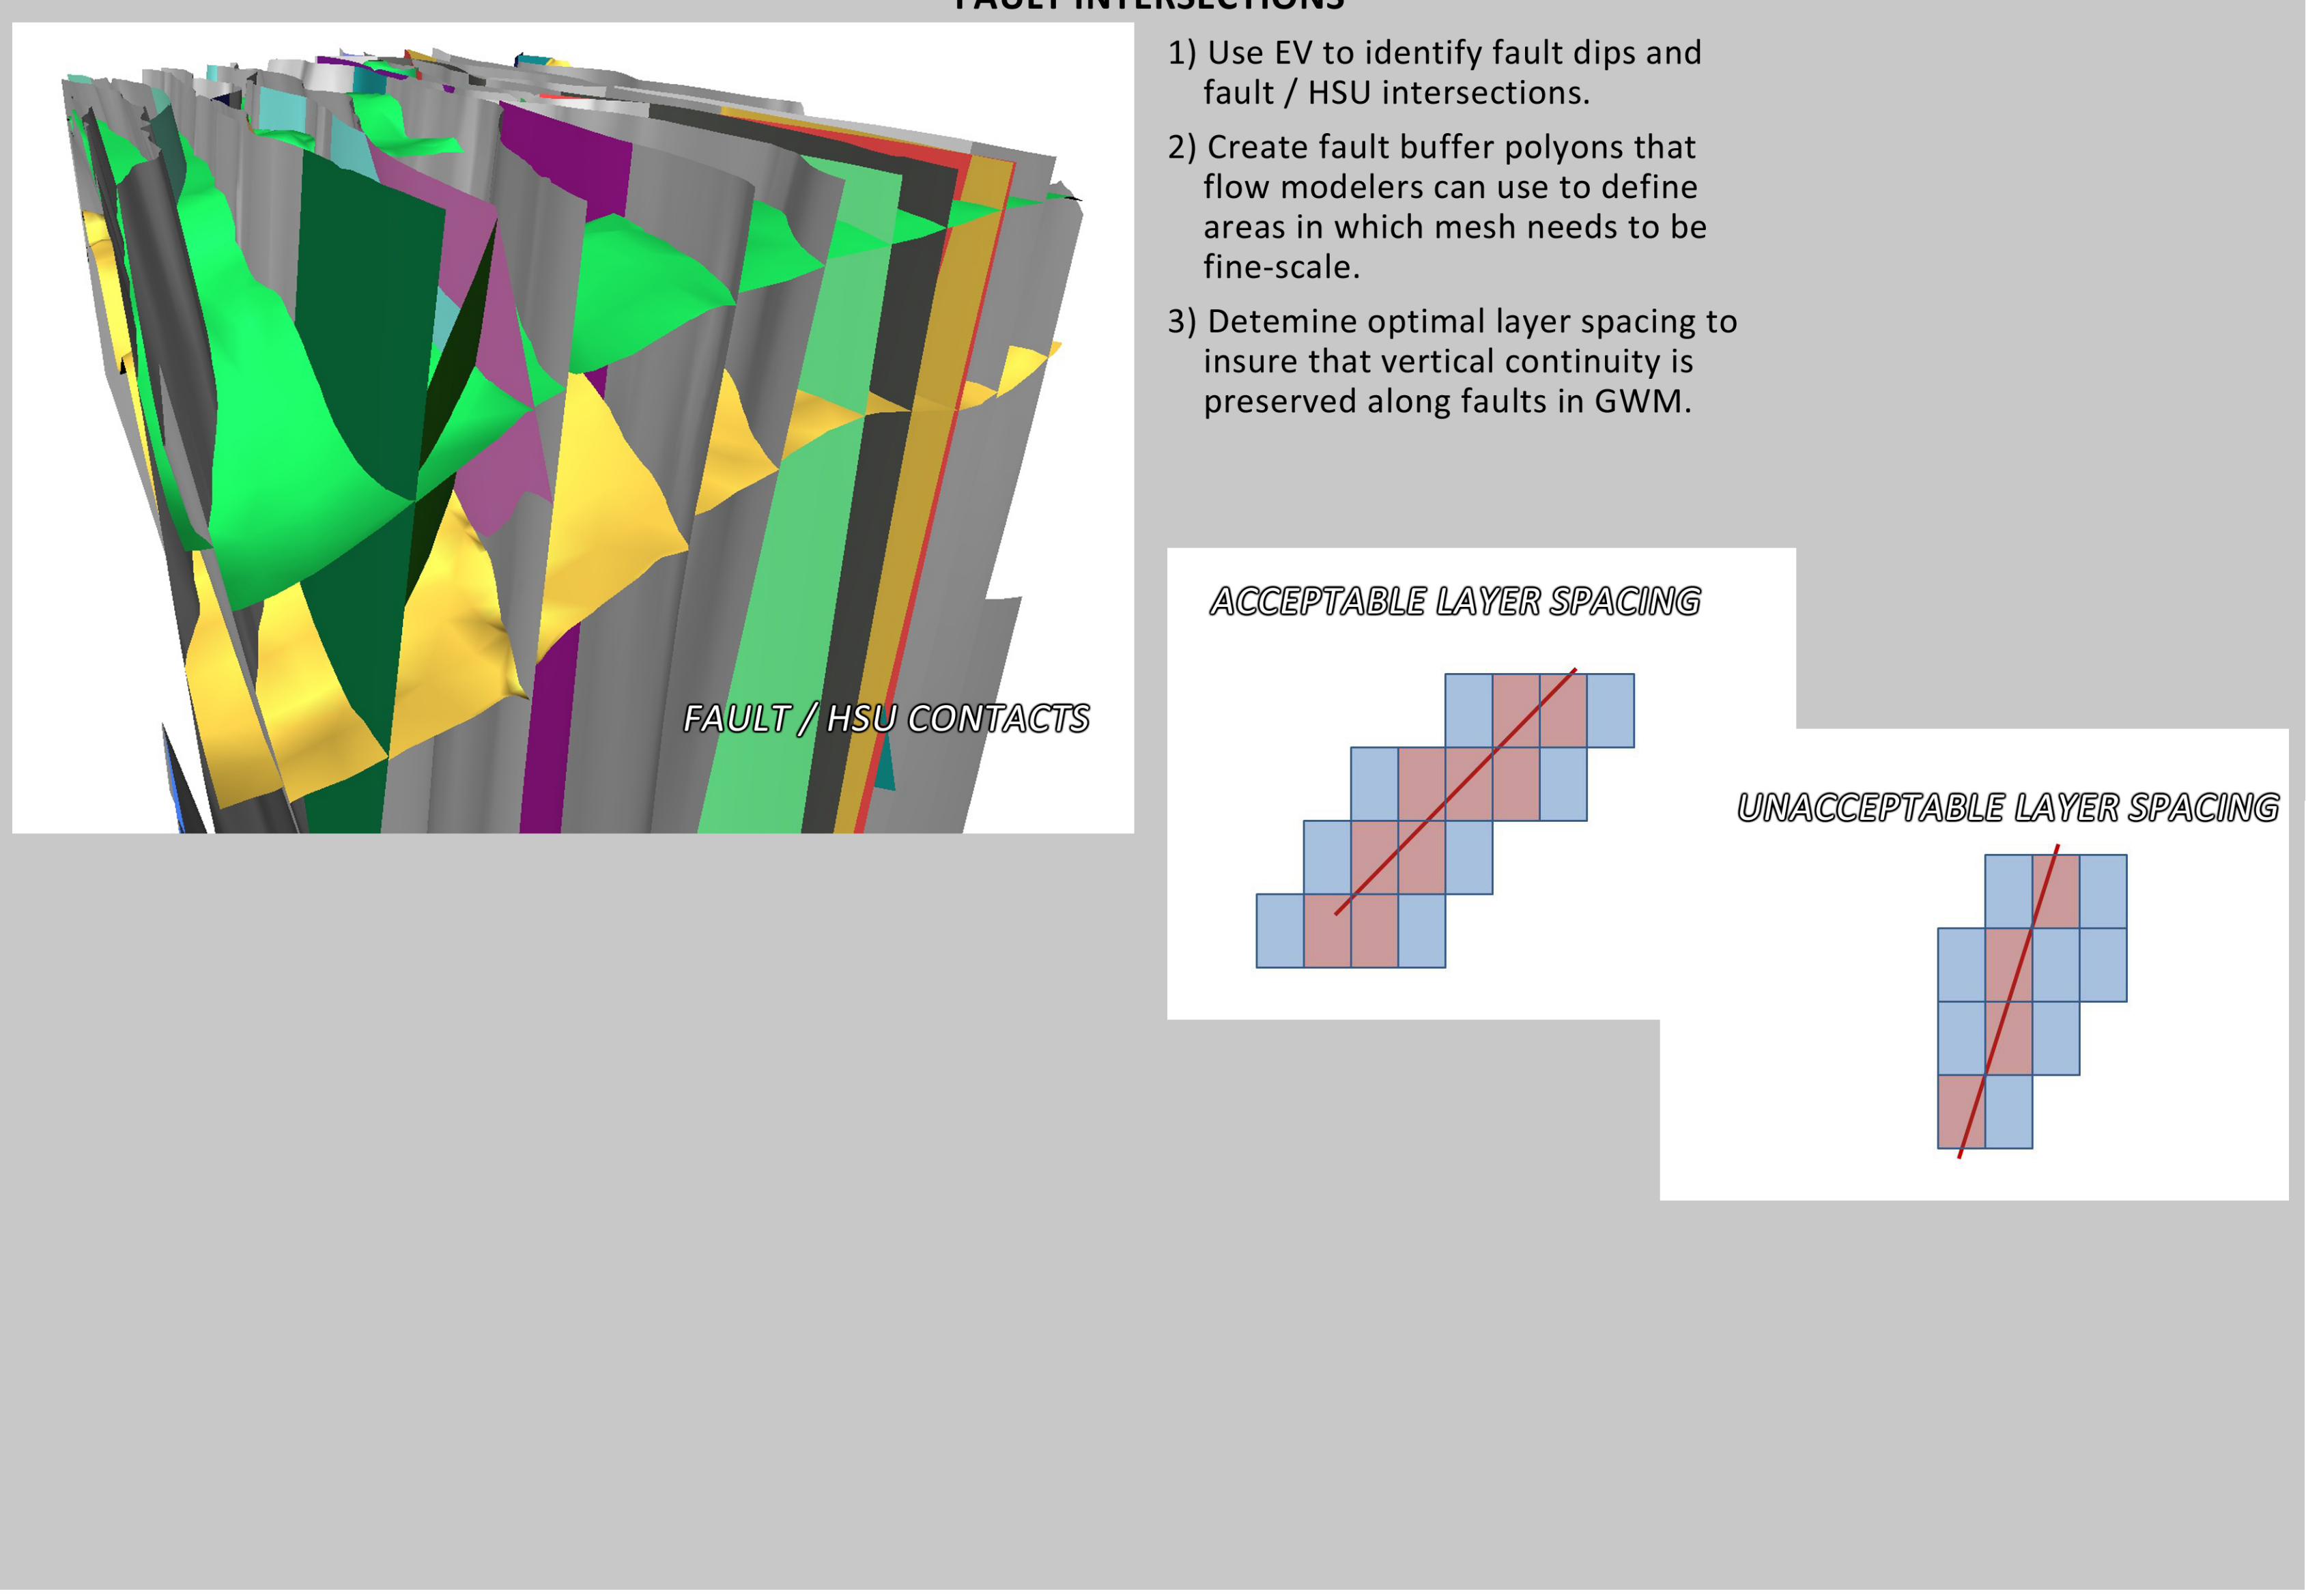 FAULT INTERSECTIONS
1) Use EV to identify fault dips and
fault / HSU intersections.
2) Create fault buffer polyons that
flow modelers can use to define
areas in which mesh needs to be
fine-scale.
3) Detemine optimal layer spacing to
insure that vertical continuity is
preserved along faults in GWM.
FAULT / HSU CONTACTS
ACCEPTABLE LAYER SPACING
UNACCEPTABLE LAYER SPACING